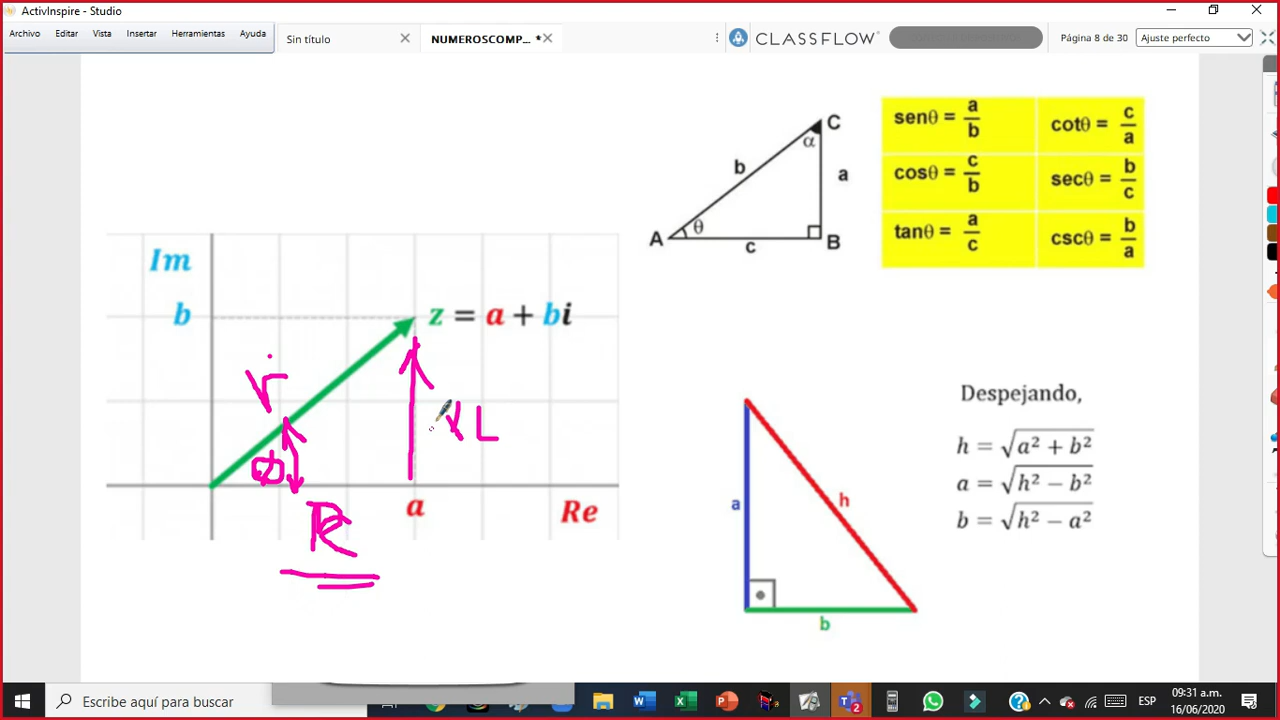 ActivInspire - Studio
Archivo Editar Vista Insertar Herramientas Ayuda
Sin título
NUMEROSCOMP... *
CLASSFLOW
Página 8 de 30
Ajuste perfecto
Im
b
z = a + bi
r
XL
Φ
a
Re
R
C
α
b
a
A
θ
c
B
senθ = a/b
cotθ = c/a
cosθ = c/b
secθ = b/c
tanθ = a/c
cscθ = b/a
a
h
b
Despejando,
h = √a² + b²
a = √h² − b²
b = √h² − a²
Escribe aquí para buscar
2
ESP
09:31 a.m.
16/06/2020